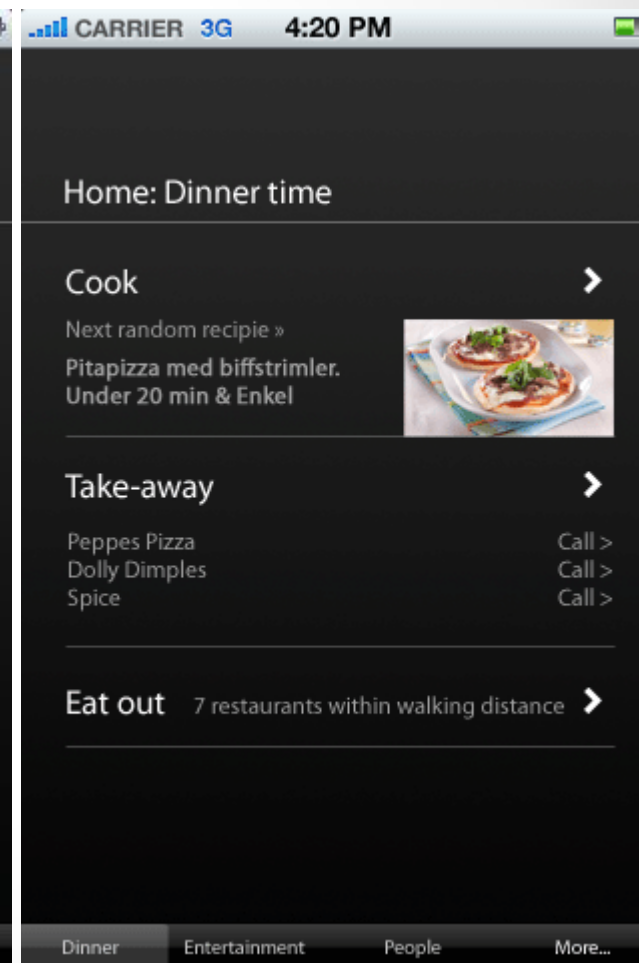 CARRIER 3G 4:20 PM
Home: Dinner time
Cook
Next random recipie »
Pitapizza med biffstrimler.
Under 20 min & Enkel
Take-away
Peppes Pizza Call >
Dolly Dimples Call >
Spice Call >
Eat out 7 restaurants within walking distance
Dinner Entertainment People More...